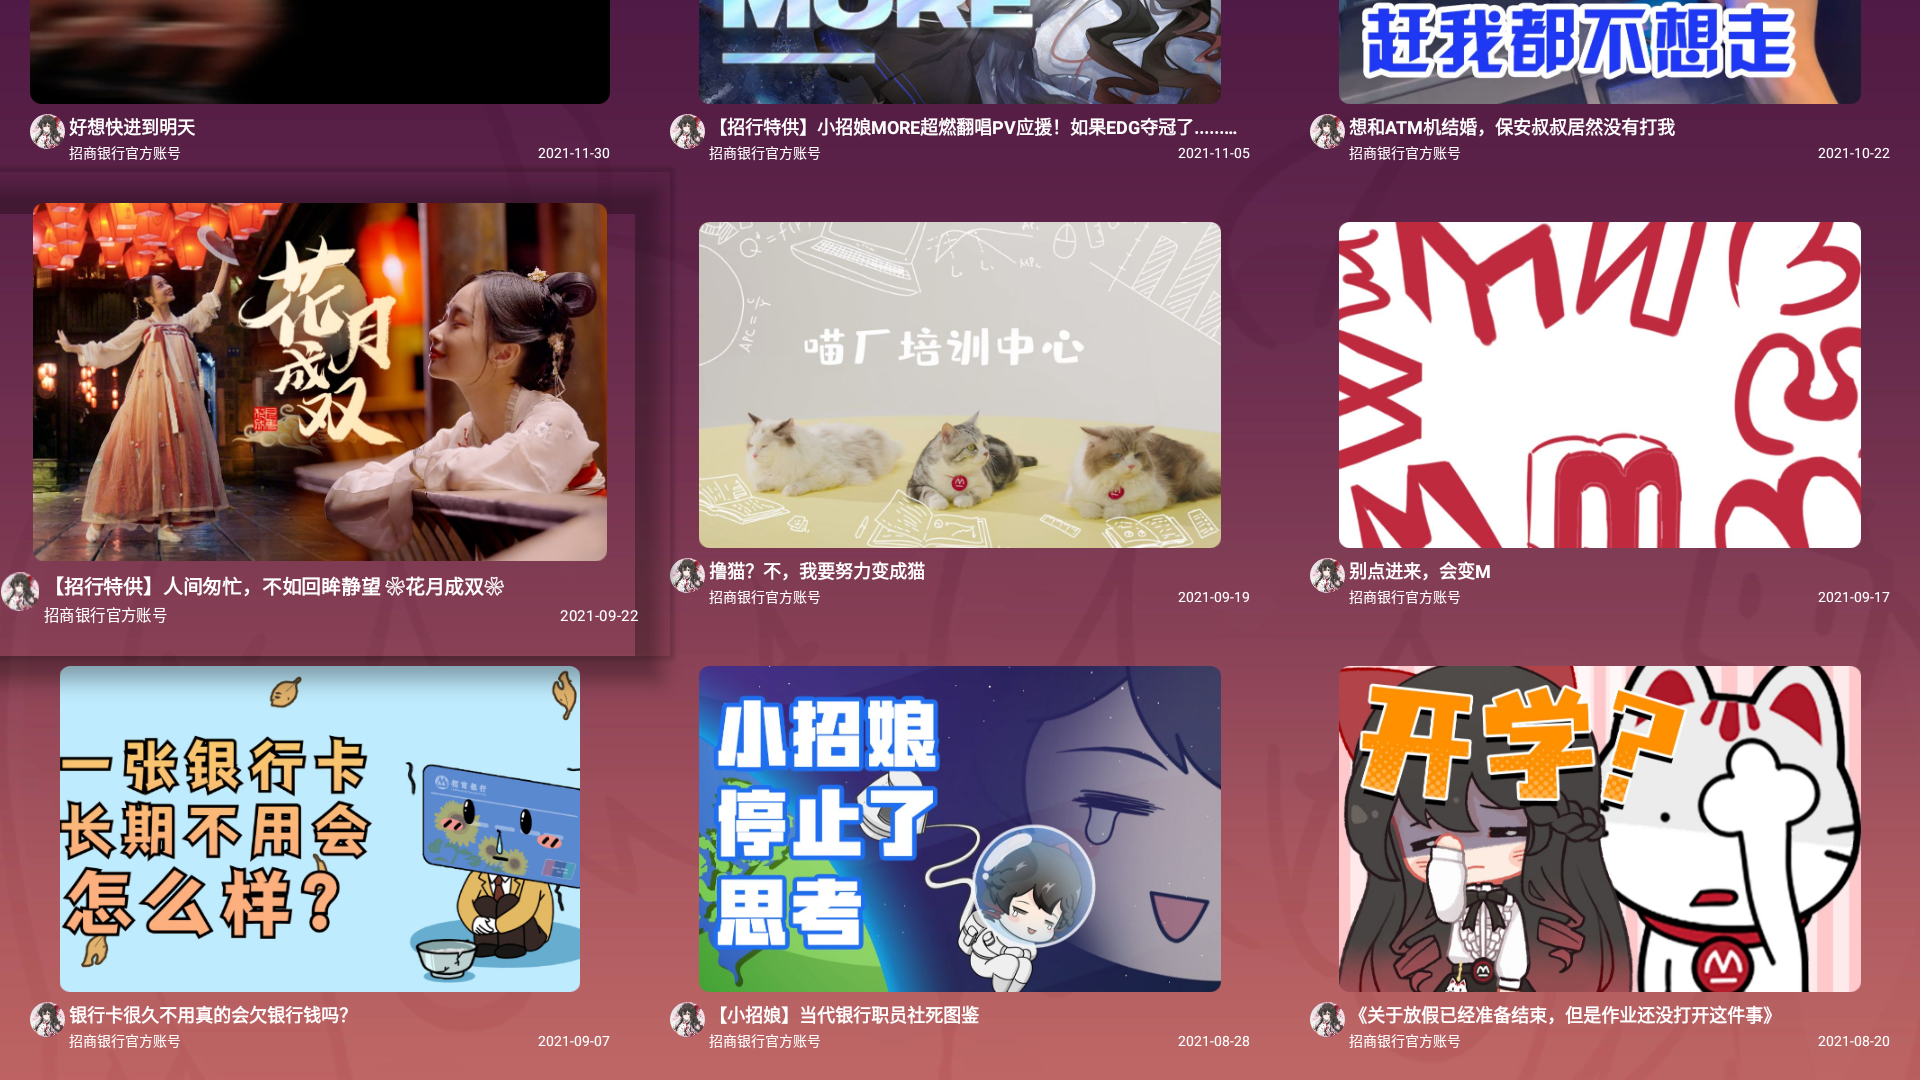 MORE
赶我都不想走
好想快进到明天
招商银行官方账号
2021-11-30
【招行特供】小招娘MORE超燃翻唱PV应援！如果EDG夺冠了……...
招商银行官方账号
2021-11-05
想和ATM机结婚，保安叔叔居然没有打我
招商银行官方账号
2021-10-22
花月成双
【招行特供】人间匆忙，不如回眸静望 ❀花月成双❀
招商银行官方账号
2021-09-22
喵厂培训中心
撸猫？不，我要努力变成猫
招商银行官方账号
2021-09-19
别点进来，会变M
招商银行官方账号
2021-09-17
一张银行卡
长期不用会
怎么样？
招商银行
银行卡很久不用真的会欠银行钱吗？
招商银行官方账号
2021-09-07
小招娘
停止了
思考
【小招娘】当代银行职员社死图鉴
招商银行官方账号
2021-08-28
开学？
《关于放假已经准备结束，但是作业还没打开这件事》
招商银行官方账号
2021-08-20